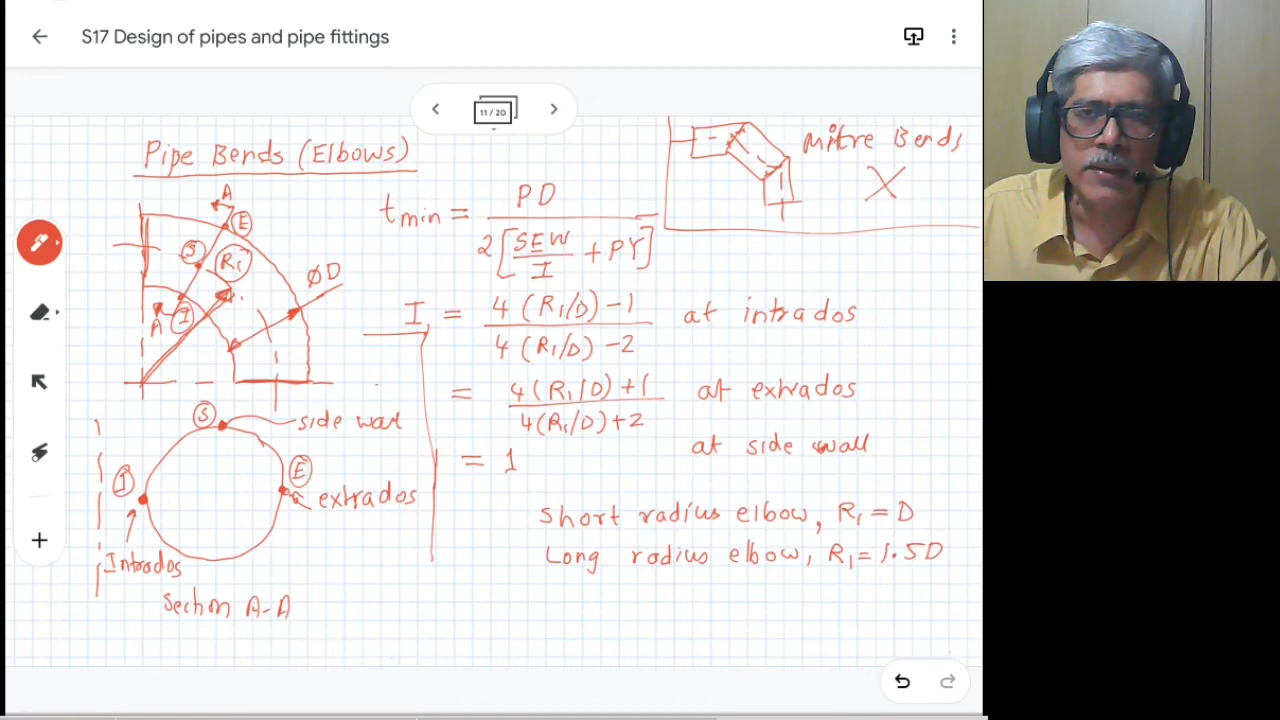 S17 Design of pipes and pipe fittings
11 / 20
Pipe Bends (Elbows)
Mitre Bends
X
tmin = PD / 2[SEW/I + PY]
A
E
S
R1
ØD
I
A
I = 4(R1/D) -1 / 4(R1/D) -2 at intrados
= 4(R1/D)+1 / 4(R1/D)+2 at extrados
= 1 at side wall
S
side wall
I
E
extrados
Intrados
Section A-A
Short radius elbow, R1 = D
Long radius elbow, R1 = 1.5D